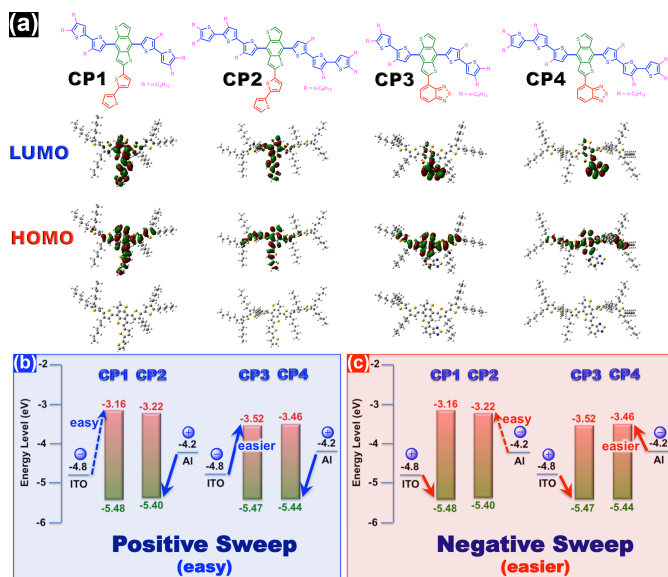 (a)
CP1
CP2
CP3
CP4
R = n-C6H13
R = n-C6H13
R = n-C6H13
LUMO
HOMO
(b)
-2
-3
-4
-5
-6
Energy Level (eV)
CP1 CP2 CP3 CP4
-3.16 -3.22 -3.52 -3.46
easy
easier
-4.8
ITO
-4.2
Al
-4.8
ITO
-4.2
Al
-5.48 -5.40 -5.47 -5.44
Positive Sweep
(easy)
(c)
-2
-3
-4
-5
-6
Energy Level (eV)
CP1 CP2 CP3 CP4
-3.16 -3.22 -3.52 -3.46
easy
easier
-4.8
ITO
-4.2
Al
-4.8
ITO
-4.2
Al
-5.48 -5.40 -5.47 -5.44
Negative Sweep
(easier)